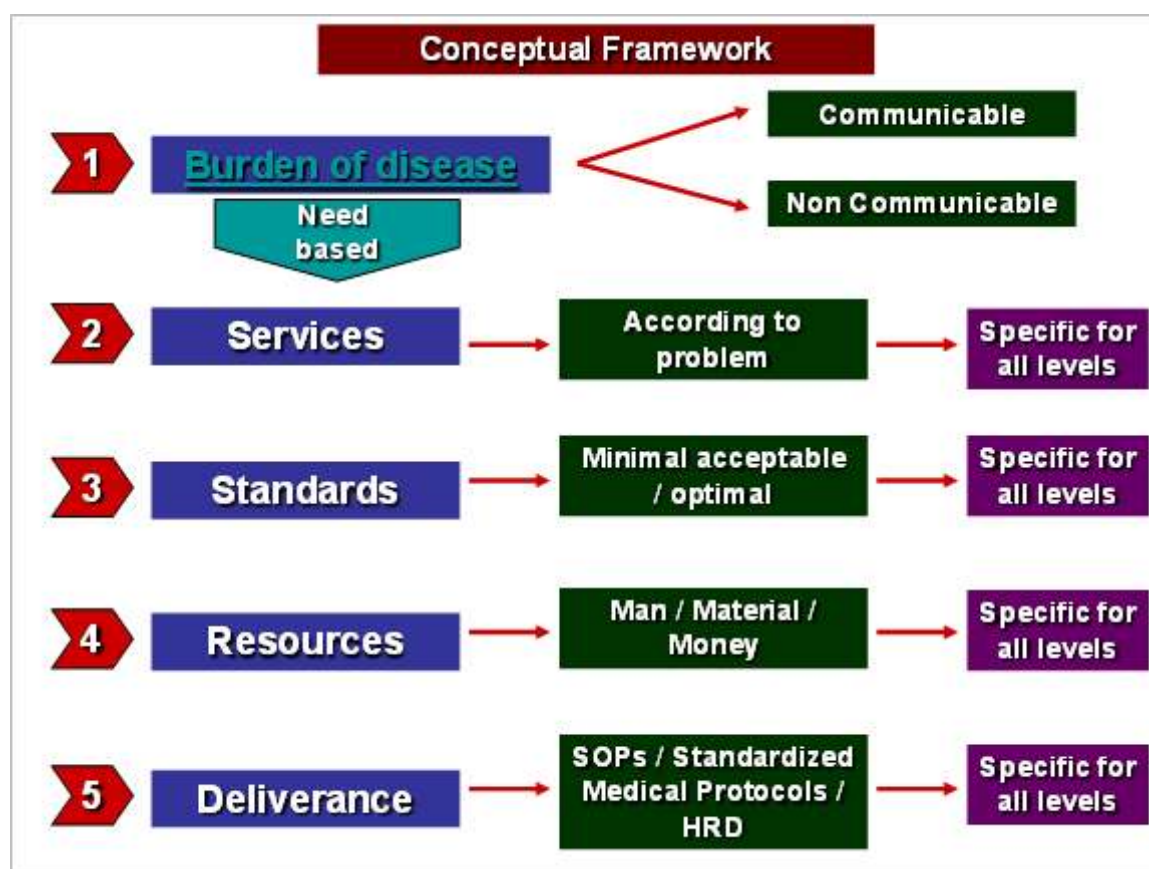 Conceptual Framework
1
Burden of disease
Communicable
Non Communicable
Need
based
2
Services
According to
problem
Specific for
all levels
3
Standards
Minimal acceptable
/ optimal
Specific for
all levels
4
Resources
Man / Material /
Money
Specific for
all levels
5
Deliverance
SOPs / Standardized
Medical Protocols /
HRD
Specific for
all levels